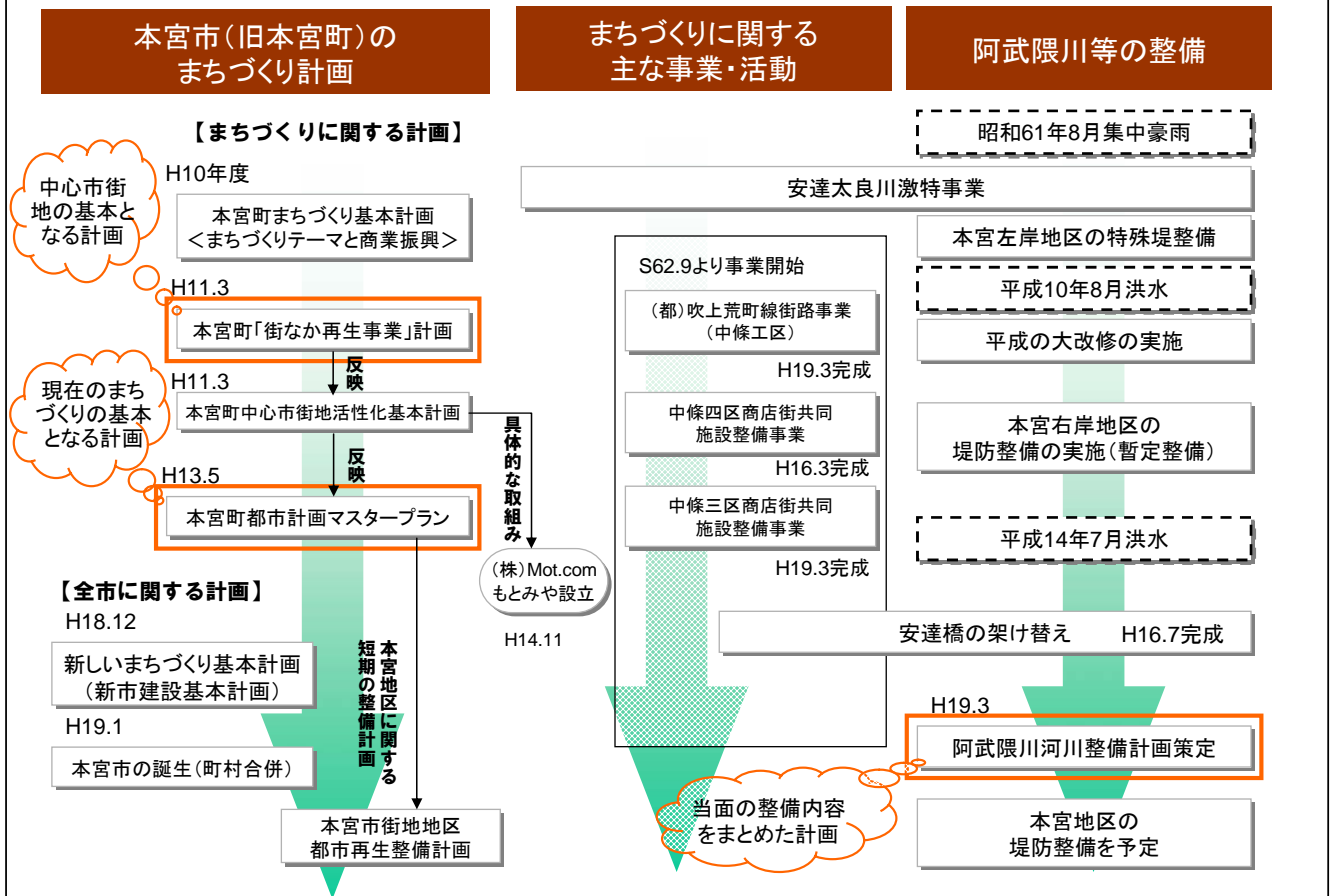 本宮市(旧本宮町)の
まちづくり計画
【まちづくりに関する計画】
中心市街
地の基本と
なる計画
H10年度
本宮町まちづくり基本計画
<まちづくりテーマと商業振興>
H11.3
本宮町「街なか再生事業」計画
反映
現在のまち
づくりの基本
となる計画
H11.3
本宮町中心市街地活性化基本計画
反映
具体的な取組み
H13.5
本宮町都市計画マスタープラン
(株)Mot.com
もとみや設立
H14.11
【全市に関する計画】
H18.12
新しいまちづくり基本計画
(新市建設基本計画)
H19.1
本宮市の誕生(町村合併)
本宮地区に関する
短期の整備計画
本宮市街地地区
都市再生整備計画
まちづくりに関する
主な事業・活動
安達太良川激特事業
S62.9より事業開始
(都)吹上荒町線街路事業
(中條工区)
H19.3完成
中條四区商店街共同
施設整備事業
H16.3完成
中條三区商店街共同
施設整備事業
H19.3完成
安達橋の架け替え H16.7完成
阿武隈川等の整備
昭和61年8月集中豪雨
本宮左岸地区の特殊堤整備
平成10年8月洪水
平成の大改修の実施
本宮右岸地区の
堤防整備の実施(暫定整備)
平成14年7月洪水
H19.3
阿武隈川河川整備計画策定
当面の整備内容
をまとめた計画
本宮地区の
堤防整備を予定